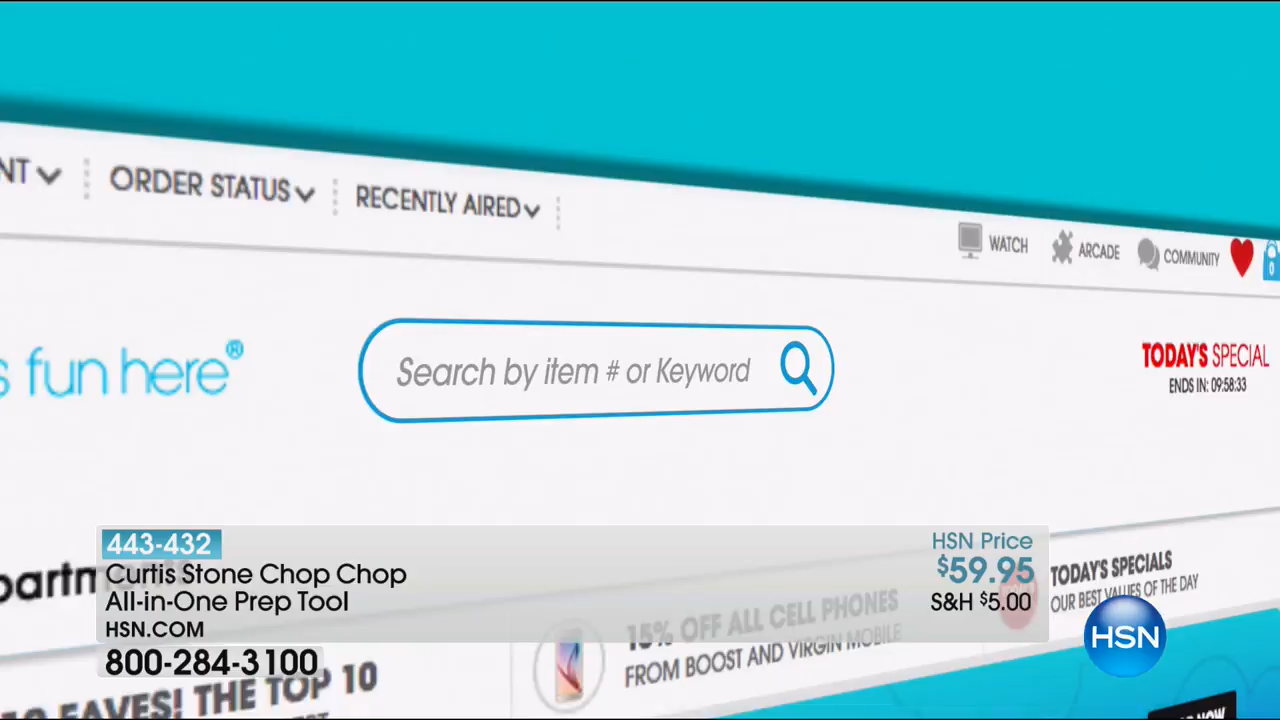 NT
ORDER STATUS
RECENTLY AIRED
WATCH
ARCADE
COMMUNITY
0
s fun here®
Search by item # or Keyword
TODAY'S SPECIAL
ENDS IN: 09:58:33
443-432
Curtis Stone Chop Chop
All-in-One Prep Tool
HSN.COM
800-284-3100
HSN Price
$59.95
S&H $5.00
15% OFF ALL CELL PHONES
FROM BOOST AND VIRGIN MOBILE
TODAY'S SPECIALS
OUR BEST VALUES OF THE DAY
HSN
FAVES! THE TOP 10